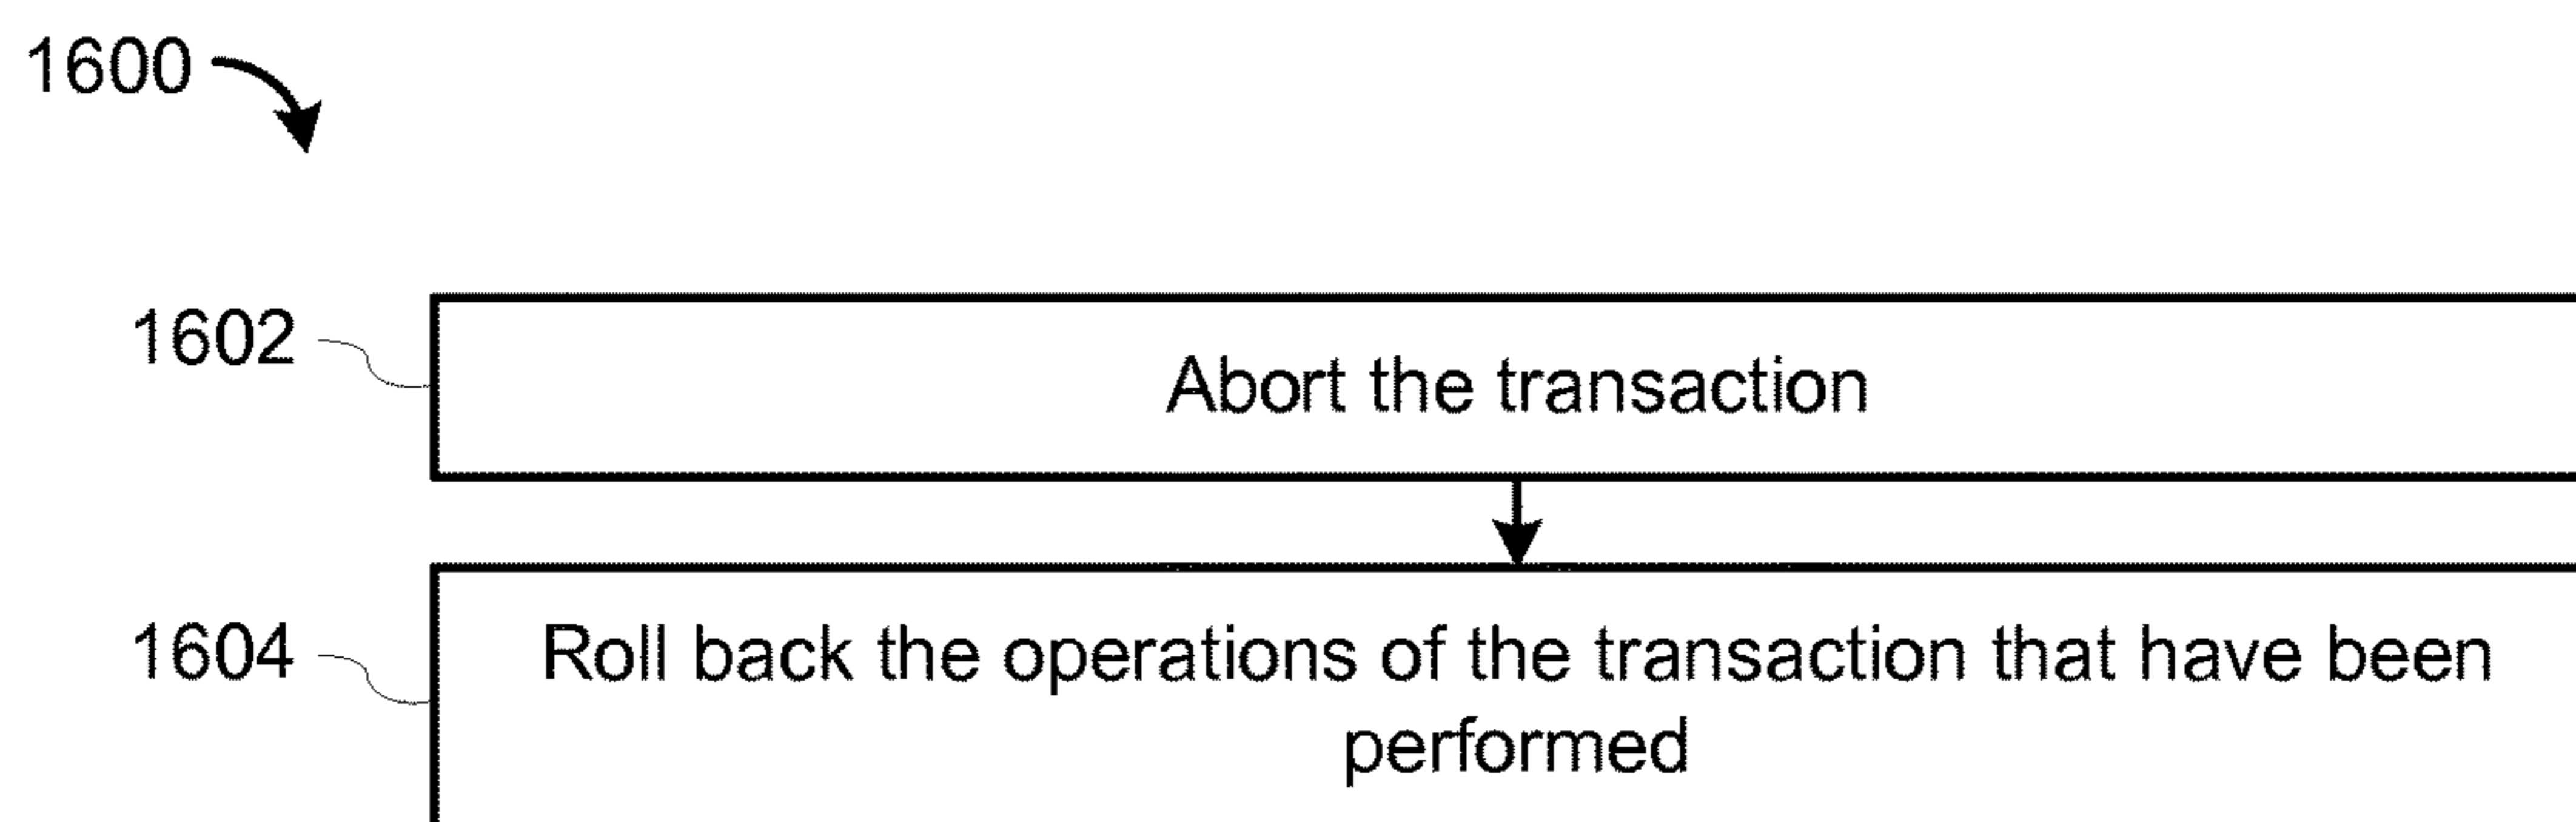 1600
1602
Abort the transaction
1604
Roll back the operations of the transaction that have been
performed